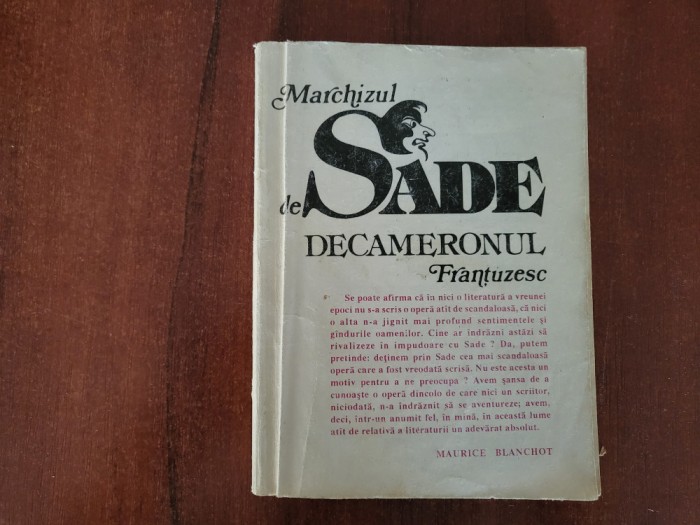 Marchizul
de SADE
DECAMERONUL
Franțuzesc
Se poate afirma că în nici o literatură a vreunei
epoci nu s-a scris o operă atît de scandaloasă, că nici
o alta n-a jignit mai profund sentimentele și
gîndurile oamenilor. Cine ar îndrăzni astăzi să
rivalizeze în impudoare cu Sade ? Da, putem
pretinde: deținem prin Sade cea mai scandaloasă
operă care a fost vreodată scrisă. Nu este acesta un
motiv pentru a ne preocupa ? Avem șansa de a
cunoaște o operă dincolo de care nici un scriitor,
niciodată, n-a îndrăznit să se aventureze; avem,
deci, într-un anumit fel, în mină, în această lume
atît de relativă a literaturii un adevărat absolut.
MAURICE BLANCHOT